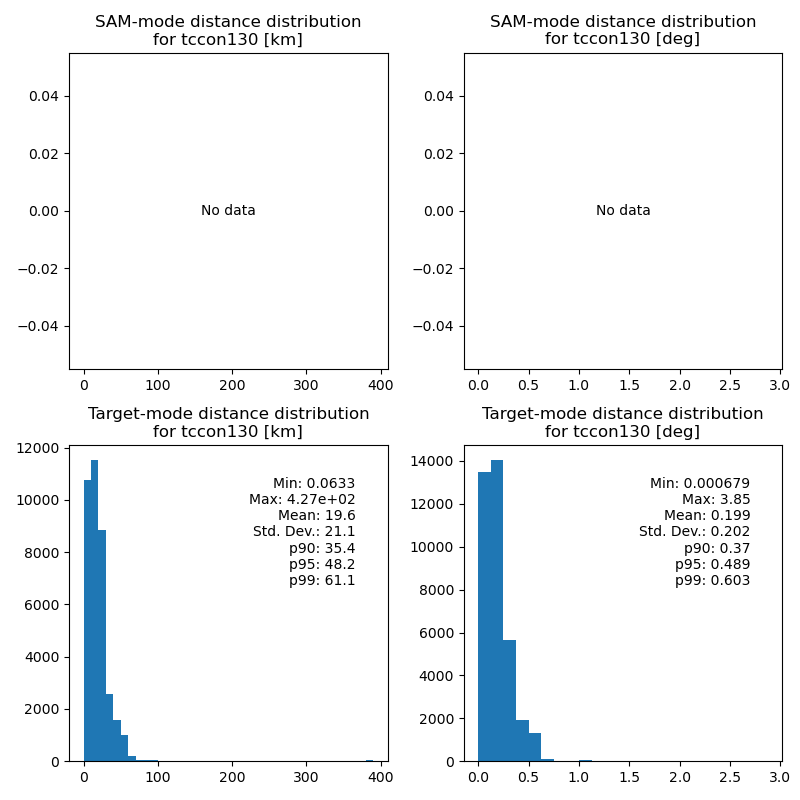 SAM-mode distance distribution
for tccon130 [km]
0.04
0.02
0.00
−0.02
−0.04
No data
0
100
200
300
400
SAM-mode distance distribution
for tccon130 [deg]
0.04
0.02
0.00
−0.02
−0.04
No data
0.0
0.5
1.0
1.5
2.0
2.5
3.0
Target-mode distance distribution
for tccon130 [km]
12000
10000
8000
6000
4000
2000
0
Min: 0.0633
Max: 4.27e+02
Mean: 19.6
Std. Dev.: 21.1
p90: 35.4
p95: 48.2
p99: 61.1
0
100
200
300
400
Target-mode distance distribution
for tccon130 [deg]
14000
12000
10000
8000
6000
4000
2000
0
Min: 0.000679
Max: 3.85
Mean: 0.199
Std. Dev.: 0.202
p90: 0.37
p95: 0.489
p99: 0.603
0.0
0.5
1.0
1.5
2.0
2.5
3.0